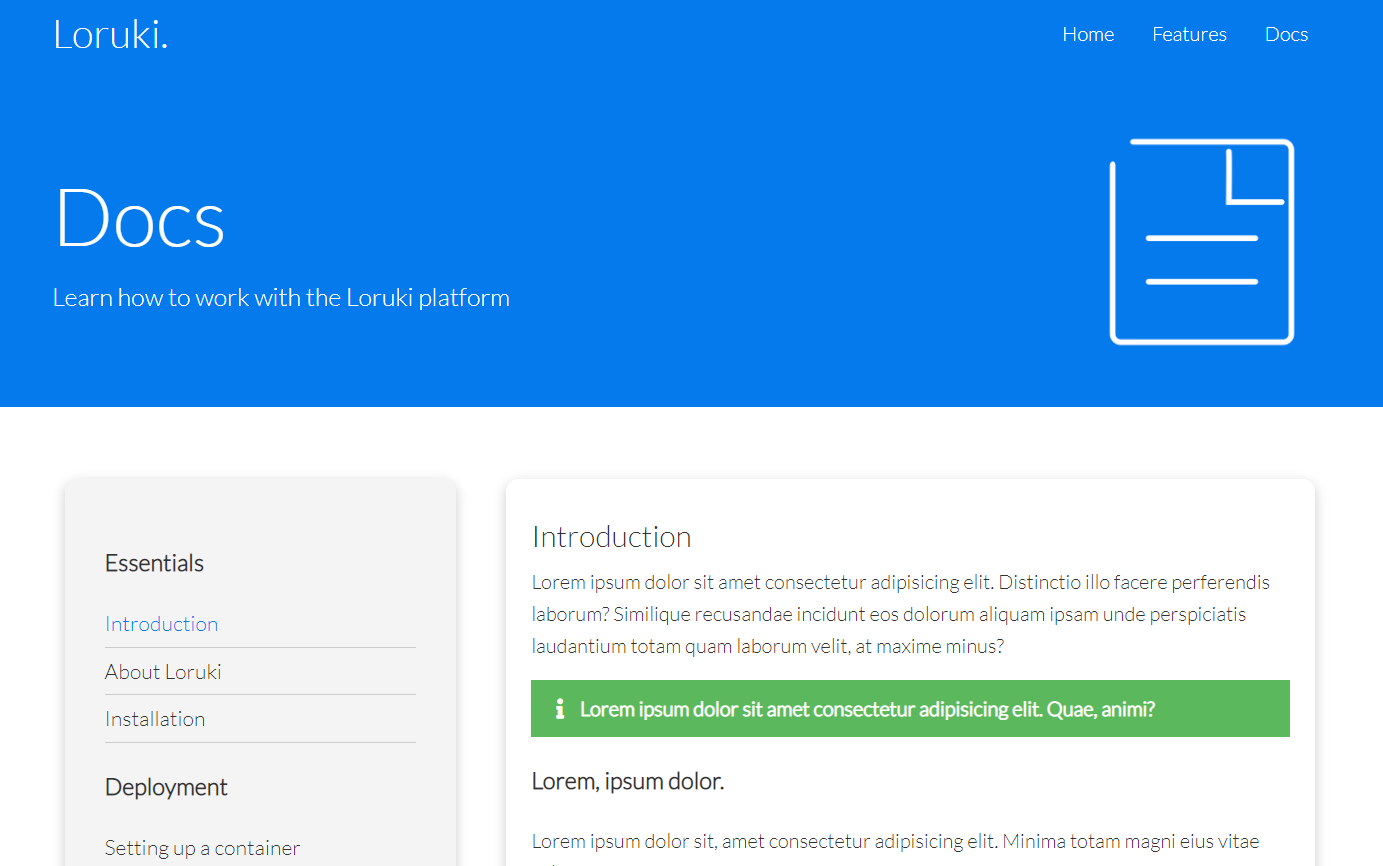 Loruki.
Home Features Docs
Docs
Learn how to work with the Loruki platform
Essentials
Introduction
About Loruki
Installation
Deployment
Setting up a container
Introduction
Lorem ipsum dolor sit amet consectetur adipisicing elit. Distinctio illo facere perferendis
laborum? Similique recusandae incidunt eos dolorum aliquam ipsam unde perspiciatis
laudantium totam quam laborum velit, at maxime minus?
Lorem ipsum dolor sit amet consectetur adipisicing elit. Quae, animi?
Lorem, ipsum dolor.
Lorem ipsum dolor sit, amet consectetur adipisicing elit. Minima totam magni eius vitae